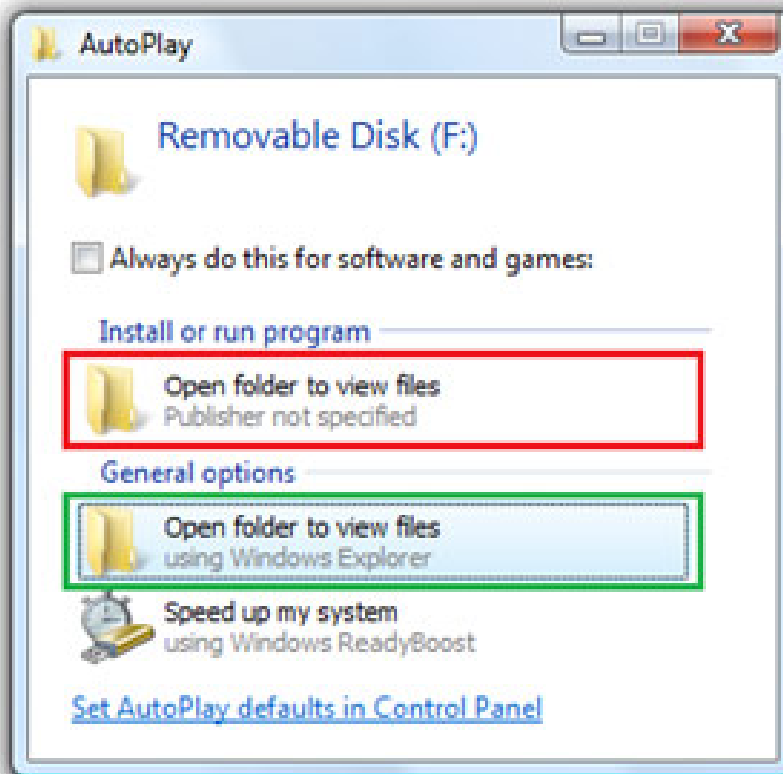 AutoPlay
Removable Disk (F:)
Always do this for software and games:
Install or run program
Open folder to view files
Publisher not specified
General options
Open folder to view files
using Windows Explorer
Speed up my system
using Windows ReadyBoost
Set AutoPlay defaults in Control Panel